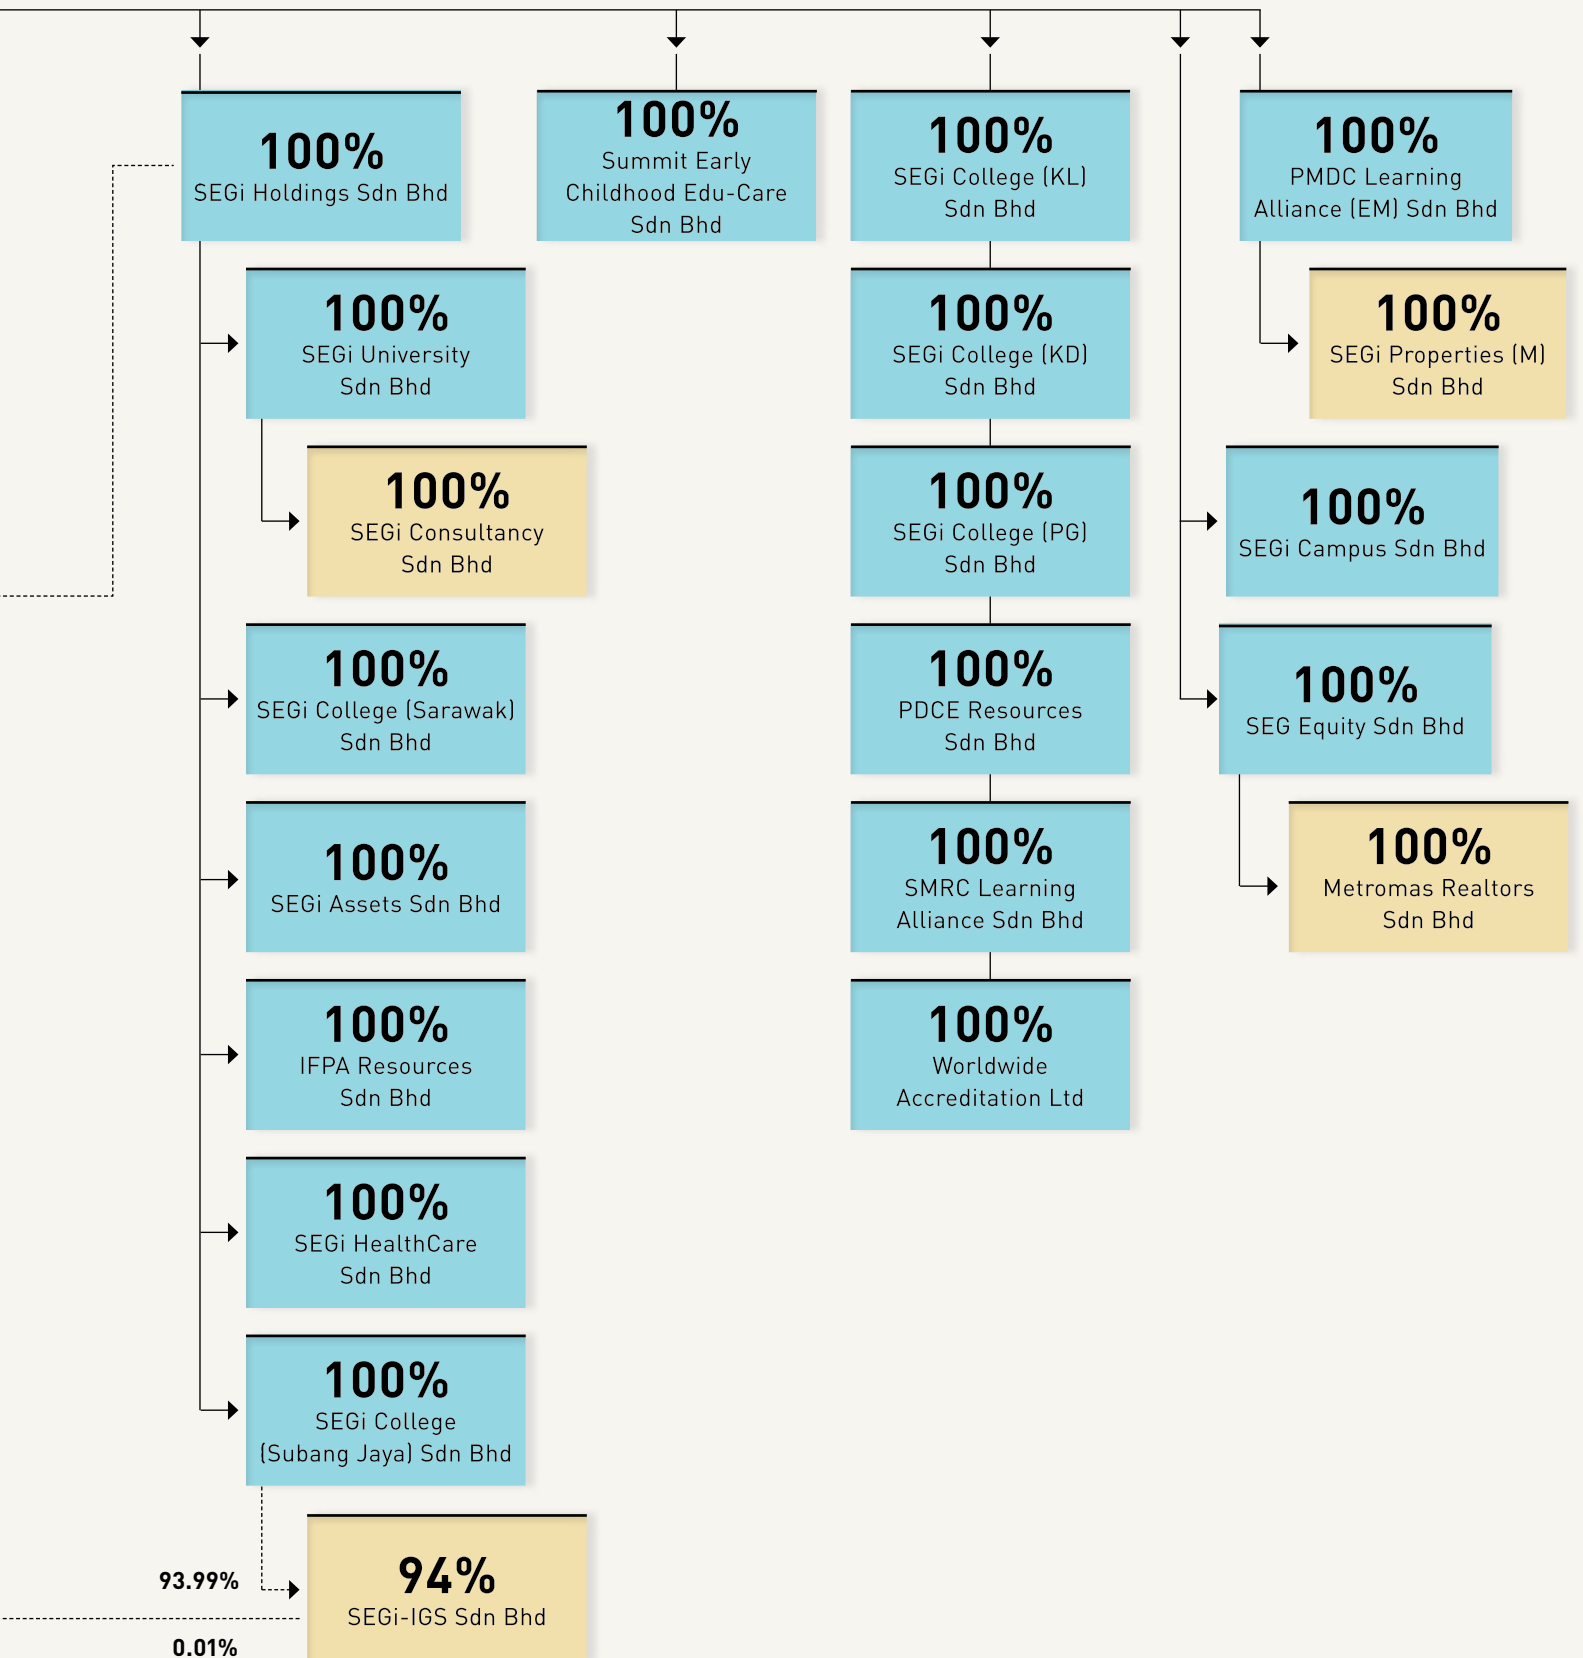 100%
SEGi Holdings Sdn Bhd
100%
SEGi University
Sdn Bhd
100%
SEGi Consultancy
Sdn Bhd
100%
SEGi College (Sarawak)
Sdn Bhd
100%
SEGi Assets Sdn Bhd
100%
IFPA Resources
Sdn Bhd
100%
SEGi HealthCare
Sdn Bhd
100%
SEGi College
(Subang Jaya) Sdn Bhd
93.99%
0.01%
94%
SEGi-IGS Sdn Bhd
100%
Summit Early
Childhood Edu-Care
Sdn Bhd
100%
SEGi College (KL)
Sdn Bhd
100%
SEGi College (KD)
Sdn Bhd
100%
SEGi College (PG)
Sdn Bhd
100%
PDCE Resources
Sdn Bhd
100%
SMRC Learning
Alliance Sdn Bhd
100%
Worldwide
Accreditation Ltd
100%
PMDC Learning
Alliance (EM) Sdn Bhd
100%
SEGi Properties (M)
Sdn Bhd
100%
SEGi Campus Sdn Bhd
100%
SEG Equity Sdn Bhd
100%
Metromas Realtors
Sdn Bhd